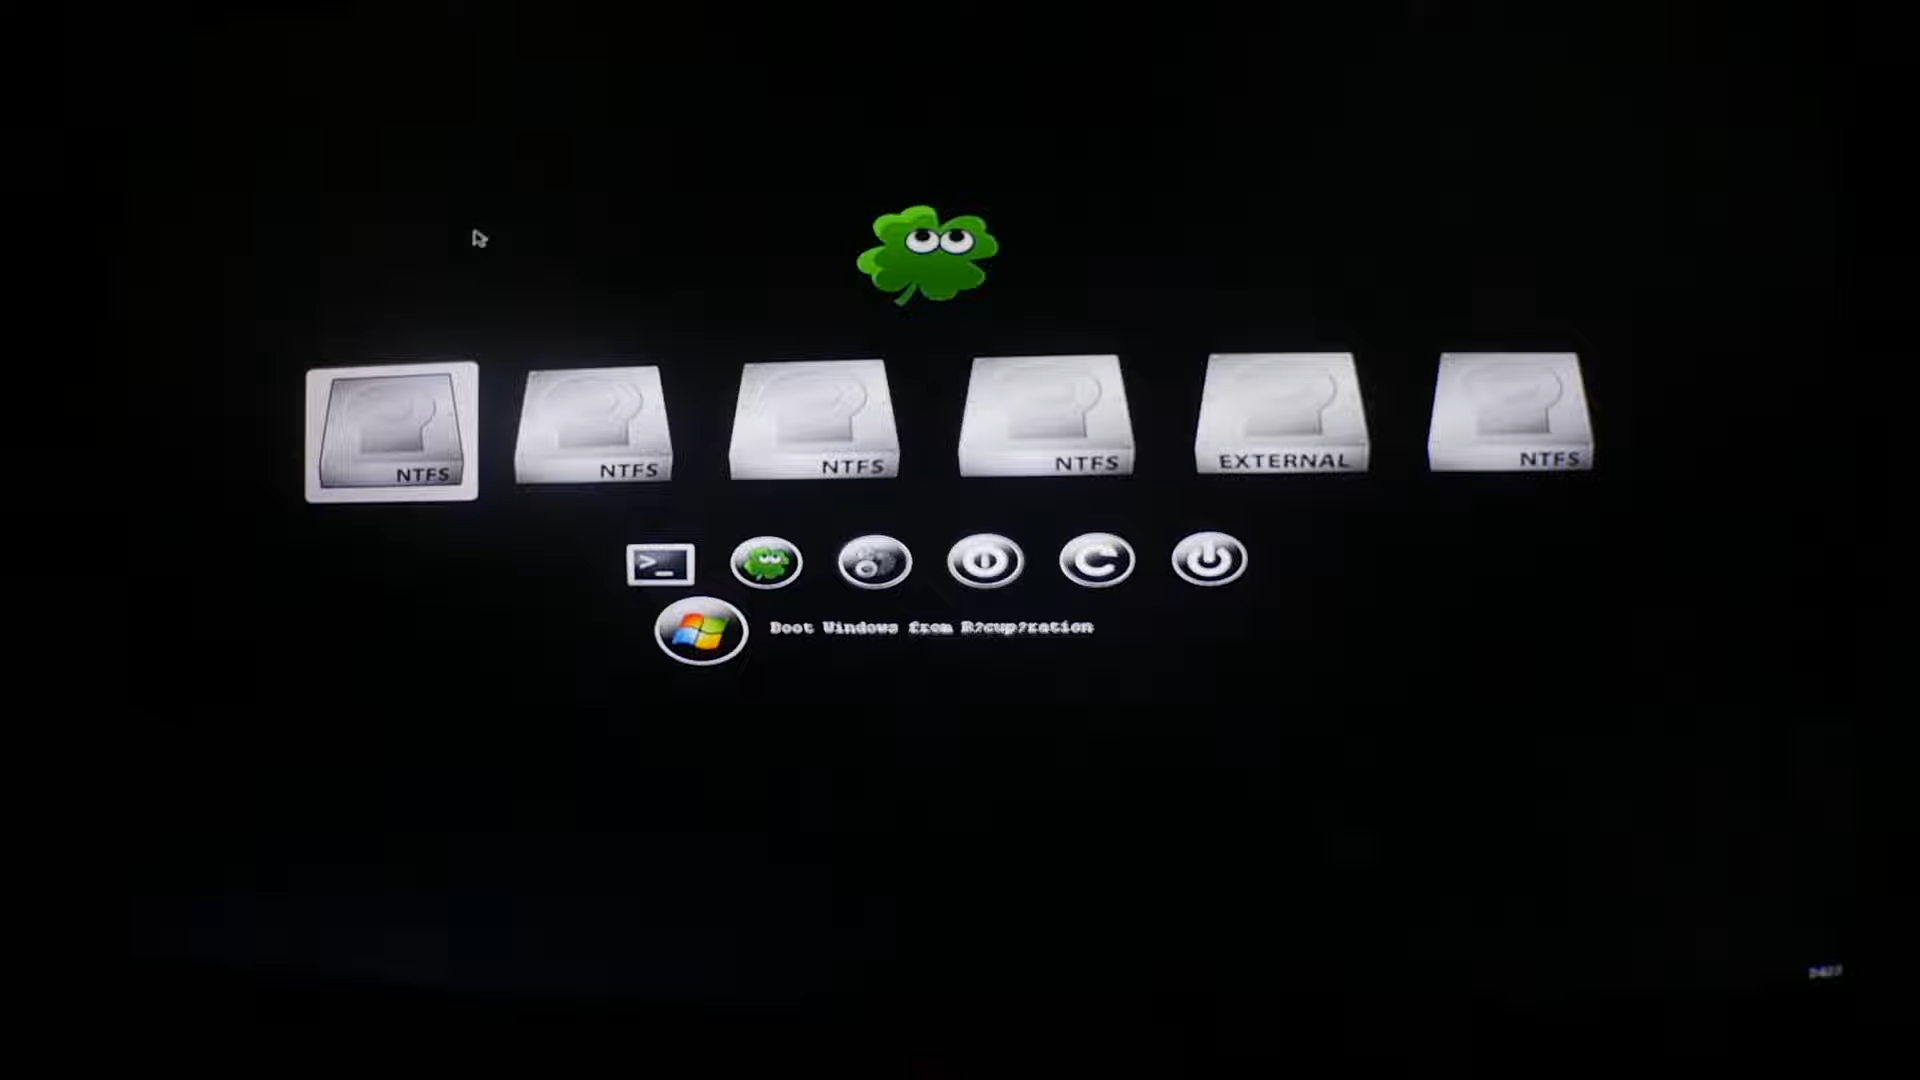 NTFS NTFS NTFS NTFS EXTERNAL NTFS
>_
Boot Windows from R?cup?ration